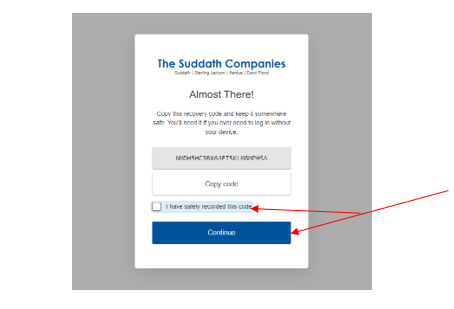 The Suddath Companies
Suddath | Sterling Lexicon | Perdue | Daryl Flood
Almost There!
Copy this recovery code and keep it somewhere
safe. You'll need it if you ever need to log in without
your device.
Copy code
I have safely recorded this code.
Continue